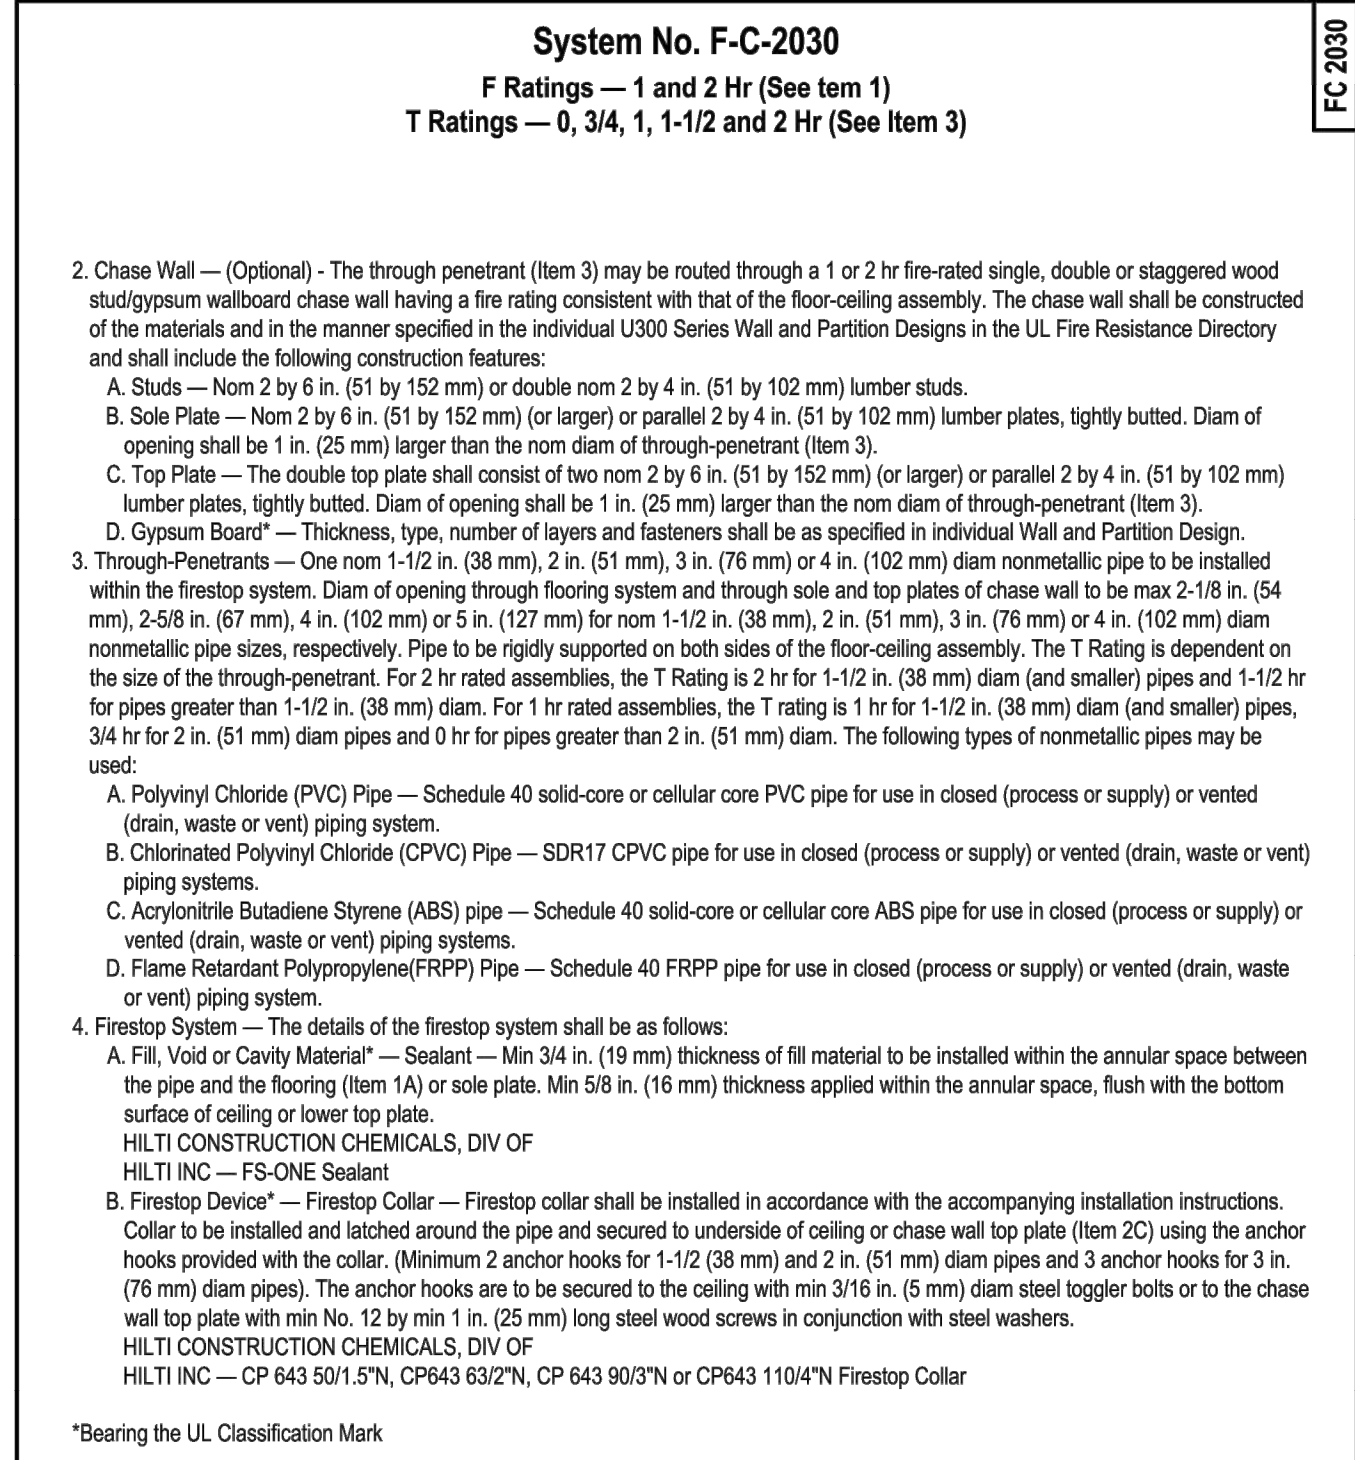 System No. F-C-2030
FC 2030
F Ratings — 1 and 2 Hr (See tem 1)
T Ratings — 0, 3/4, 1, 1-1/2 and 2 Hr (See Item 3)
2. Chase Wall — (Optional) - The through penetrant (Item 3) may be routed through a 1 or 2 hr fire-rated single, double or staggered wood
stud/gypsum wallboard chase wall having a fire rating consistent with that of the floor-ceiling assembly. The chase wall shall be constructed
of the materials and in the manner specified in the individual U300 Series Wall and Partition Designs in the UL Fire Resistance Directory
and shall include the following construction features:
A. Studs — Nom 2 by 6 in. (51 by 152 mm) or double nom 2 by 4 in. (51 by 102 mm) lumber studs.
B. Sole Plate — Nom 2 by 6 in. (51 by 152 mm) (or larger) or parallel 2 by 4 in. (51 by 102 mm) lumber plates, tightly butted. Diam of
opening shall be 1 in. (25 mm) larger than the nom diam of through-penetrant (Item 3).
C. Top Plate — The double top plate shall consist of two nom 2 by 6 in. (51 by 152 mm) (or larger) or parallel 2 by 4 in. (51 by 102 mm)
lumber plates, tightly butted. Diam of opening shall be 1 in. (25 mm) larger than the nom diam of through-penetrant (Item 3).
D. Gypsum Board* — Thickness, type, number of layers and fasteners shall be as specified in individual Wall and Partition Design.
3. Through-Penetrants — One nom 1-1/2 in. (38 mm), 2 in. (51 mm), 3 in. (76 mm) or 4 in. (102 mm) diam nonmetallic pipe to be installed
within the firestop system. Diam of opening through flooring system and through sole and top plates of chase wall to be max 2-1/8 in. (54
mm), 2-5/8 in. (67 mm), 4 in. (102 mm) or 5 in. (127 mm) for nom 1-1/2 in. (38 mm), 2 in. (51 mm), 3 in. (76 mm) or 4 in. (102 mm) diam
nonmetallic pipe sizes, respectively. Pipe to be rigidly supported on both sides of the floor-ceiling assembly. The T Rating is dependent on
the size of the through-penetrant. For 2 hr rated assemblies, the T Rating is 2 hr for 1-1/2 in. (38 mm) diam (and smaller) pipes and 1-1/2 hr
for pipes greater than 1-1/2 in. (38 mm) diam. For 1 hr rated assemblies, the T rating is 1 hr for 1-1/2 in. (38 mm) diam (and smaller) pipes,
3/4 hr for 2 in. (51 mm) diam pipes and 0 hr for pipes greater than 2 in. (51 mm) diam. The following types of nonmetallic pipes may be
used:
A. Polyvinyl Chloride (PVC) Pipe — Schedule 40 solid-core or cellular core PVC pipe for use in closed (process or supply) or vented
(drain, waste or vent) piping system.
B. Chlorinated Polyvinyl Chloride (CPVC) Pipe — SDR17 CPVC pipe for use in closed (process or supply) or vented (drain, waste or vent)
piping systems.
C. Acrylonitrile Butadiene Styrene (ABS) pipe — Schedule 40 solid-core or cellular core ABS pipe for use in closed (process or supply) or
vented (drain, waste or vent) piping systems.
D. Flame Retardant Polypropylene(FRPP) Pipe — Schedule 40 FRPP pipe for use in closed (process or supply) or vented (drain, waste
or vent) piping system.
4. Firestop System — The details of the firestop system shall be as follows:
A. Fill, Void or Cavity Material* — Sealant — Min 3/4 in. (19 mm) thickness of fill material to be installed within the annular space between
the pipe and the flooring (Item 1A) or sole plate. Min 5/8 in. (16 mm) thickness applied within the annular space, flush with the bottom
surface of ceiling or lower top plate.
HILTI CONSTRUCTION CHEMICALS, DIV OF
HILTI INC — FS-ONE Sealant
B. Firestop Device* — Firestop Collar — Firestop collar shall be installed in accordance with the accompanying installation instructions.
Collar to be installed and latched around the pipe and secured to underside of ceiling or chase wall top plate (Item 2C) using the anchor
hooks provided with the collar. (Minimum 2 anchor hooks for 1-1/2 (38 mm) and 2 in. (51 mm) diam pipes and 3 anchor hooks for 3 in.
(76 mm) diam pipes). The anchor hooks are to be secured to the ceiling with min 3/16 in. (5 mm) diam steel toggler bolts or to the chase
wall top plate with min No. 12 by min 1 in. (25 mm) long steel wood screws in conjunction with steel washers.
HILTI CONSTRUCTION CHEMICALS, DIV OF
HILTI INC — CP 643 50/1.5"N, CP643 63/2"N, CP 643 90/3"N or CP643 110/4"N Firestop Collar
*Bearing the UL Classification Mark